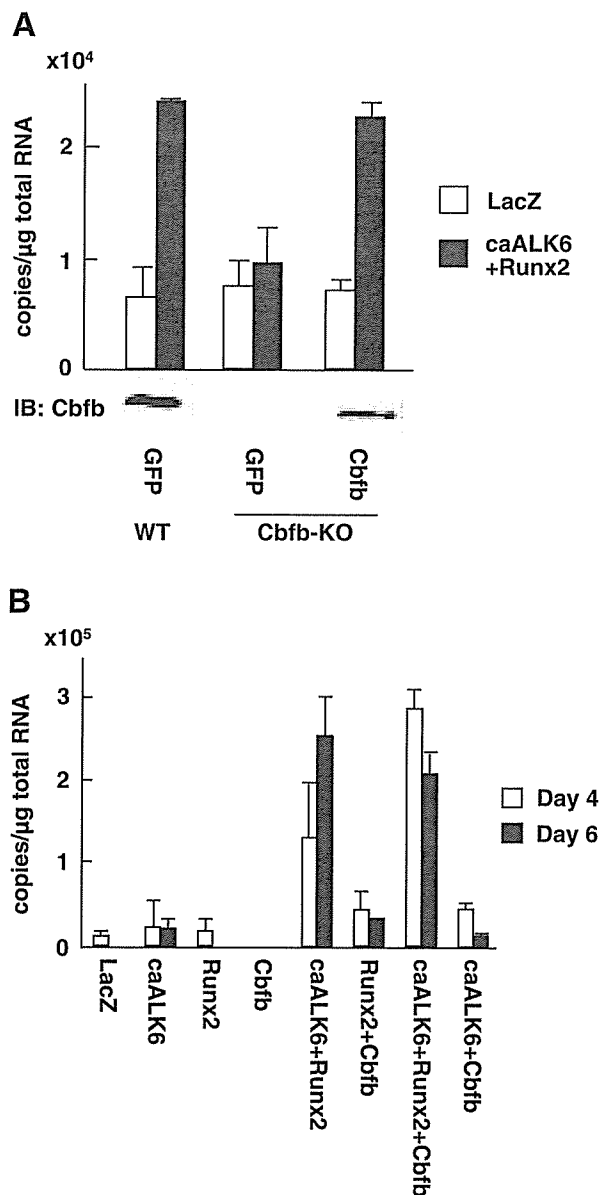 A
x10⁴
copies/μg total RNA
2
1
0
LacZ
caALK6
+Runx2
IB: Cbfb
GFP
GFP
Cbfb
WT
Cbfb-KO
B
x10⁵
copies/μg total RNA
3
2
1
0
Day 4
Day 6
LacZ
caALK6
Runx2
Cbfb
caALK6+Runx2
Runx2+Cbfb
caALK6+Runx2+Cbfb
caALK6+Cbfb